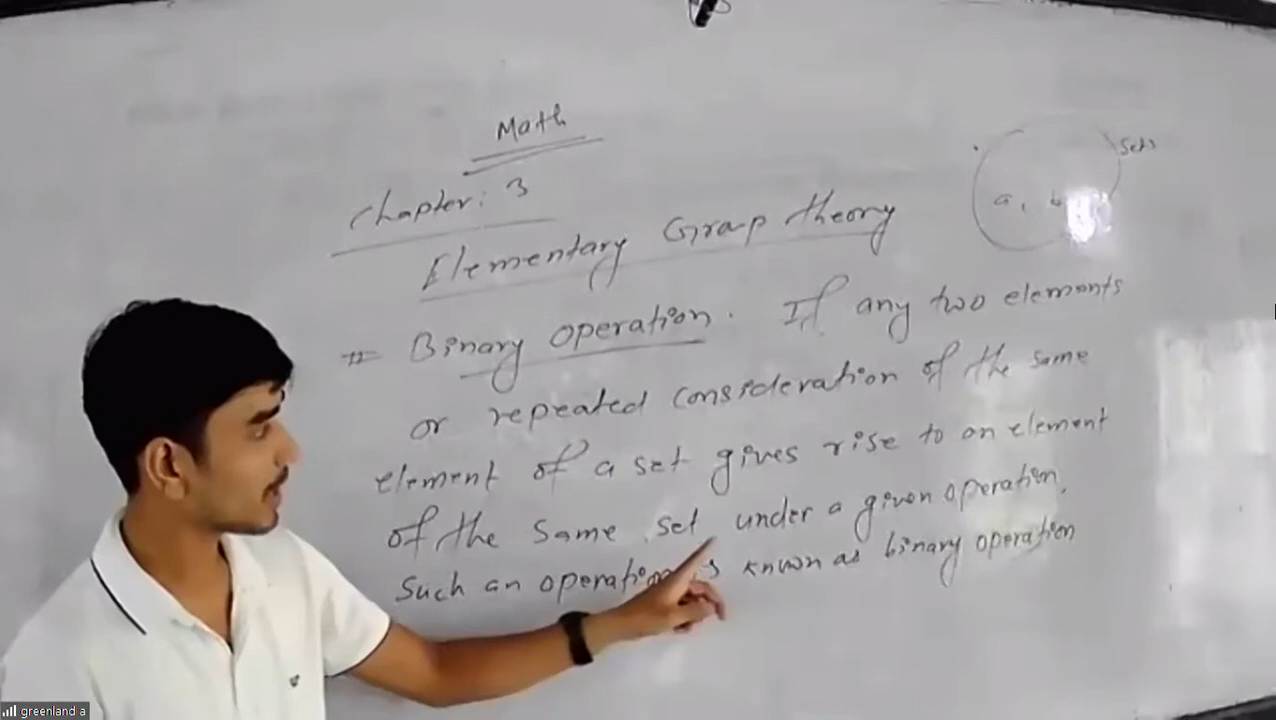 Math
Chapter: 3
Sets
a,
Elementary Group theory
# Binary operation. If any two elements
or repeated consideration of the same
element of a set gives rise to an element
of the same set under a given operation.
Such an operation is known as binary operation
greenland a